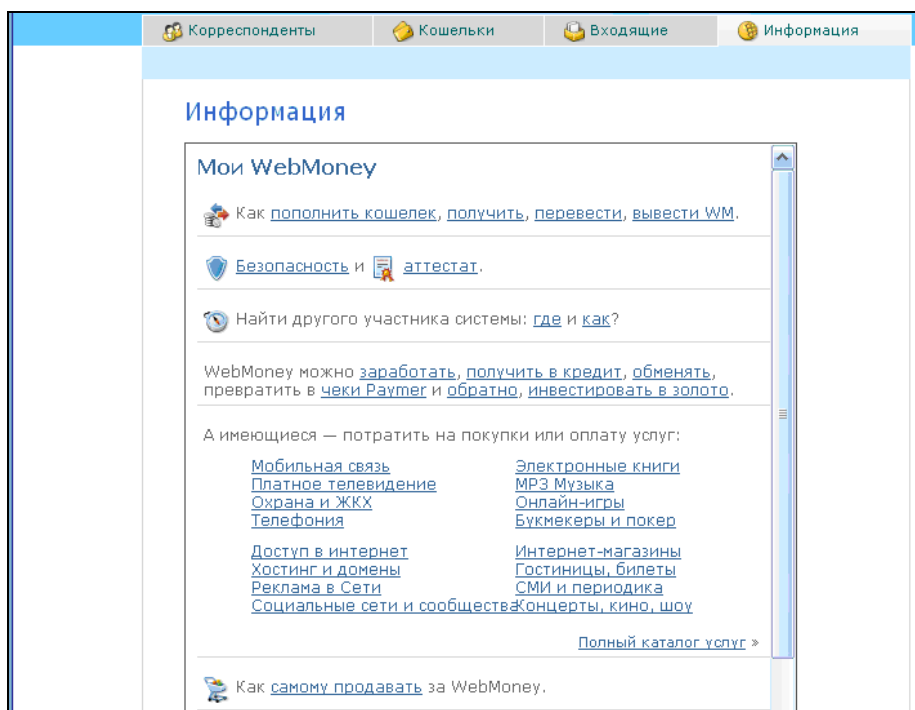 Корреспонденты Кошельки Входящие Информация
Информация
Мои WebMoney
Как пополнить кошелек, получить, перевести, вывести WM.
Безопасность и аттестат.
Найти другого участника системы: где и как?
WebMoney можно заработать, получить в кредит, обменять,
превратить в чеки Paymer и обратно, инвестировать в золото.
А имеющиеся — потратить на покупки или оплату услуг:
Мобильная связь Электронные книги
Платное телевидение МРЗ Музыка
Охрана и ЖКХ Онлайн-игры
Телефония Букмекеры и покер
Доступ в интернет Интернет-магазины
Хостинг и домены Гостиницы, билеты
Реклама в Сети СМИ и периодика
Социальные сети и сообщества Концерты, кино, шоу
Полный каталог услуг »
Как самому продавать за WebMoney.